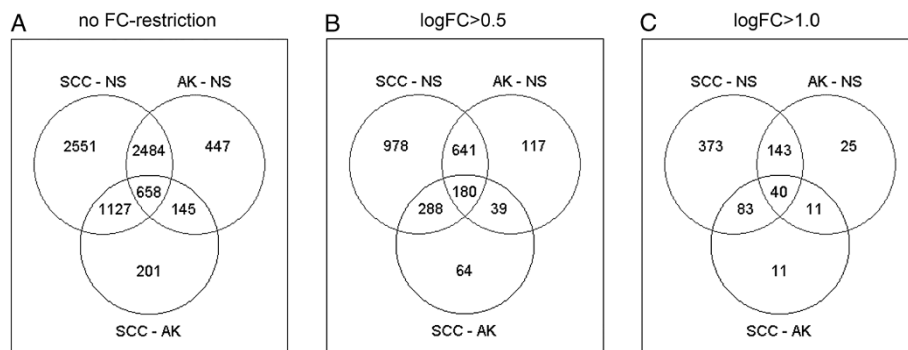 A no FC-restriction
SCC - NS AK - NS
2551 2484 447
658
1127 145
201
SCC - AK
B logFC>0.5
SCC - NS AK - NS
978 641 117
180
288 39
64
SCC - AK
C logFC>1.0
SCC - NS AK - NS
373 143 25
40
83 11
11
SCC - AK